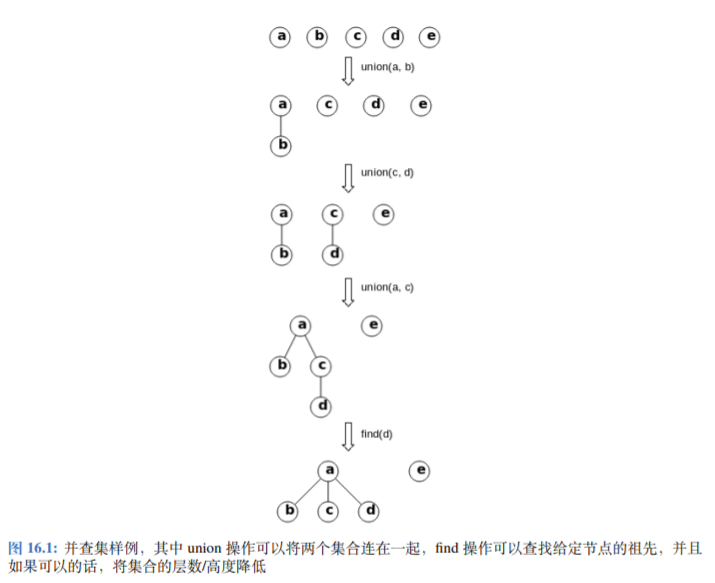 a b c d e
union(a, b)
a c d e
b
union(c, d)
a c e
b d
union(a, c)
a e
b c
d
find(d)
a e
b c d
图 16.1: 并查集样例，其中 union 操作可以将两个集合连在一起，find 操作可以查找给定节点的祖先，并且
如果可以的话，将集合的层数/高度降低